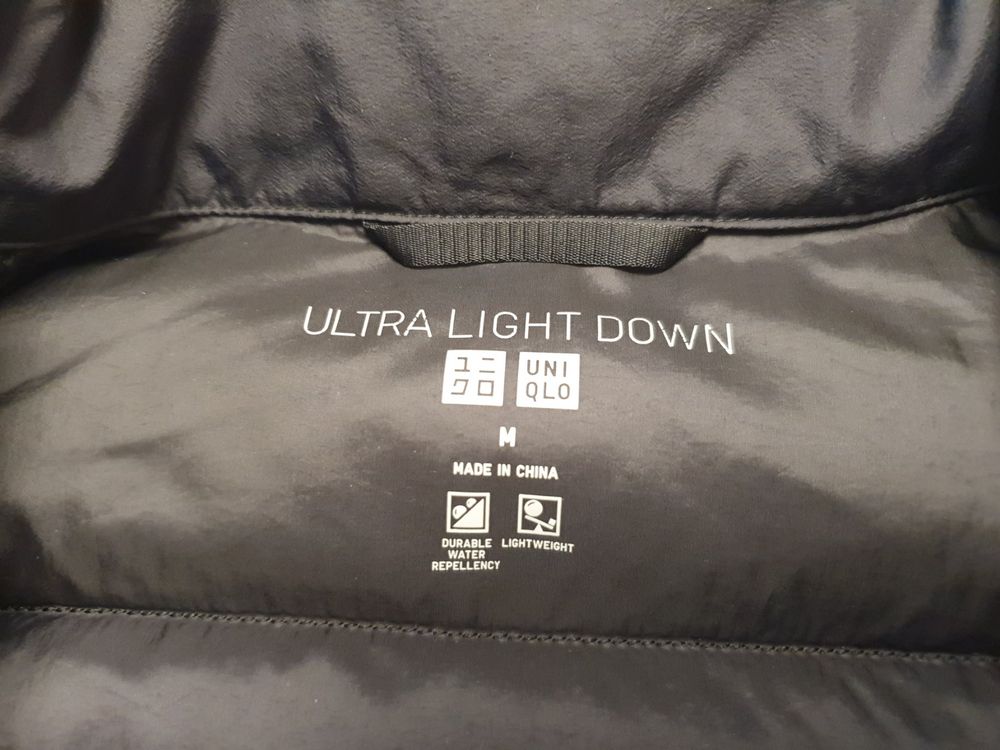 ULTRA LIGHT DOWN
ユニ UNI
クロ QLO
M
MADE IN CHINA
DURABLE LIGHTWEIGHT
WATER
REPELLENCY